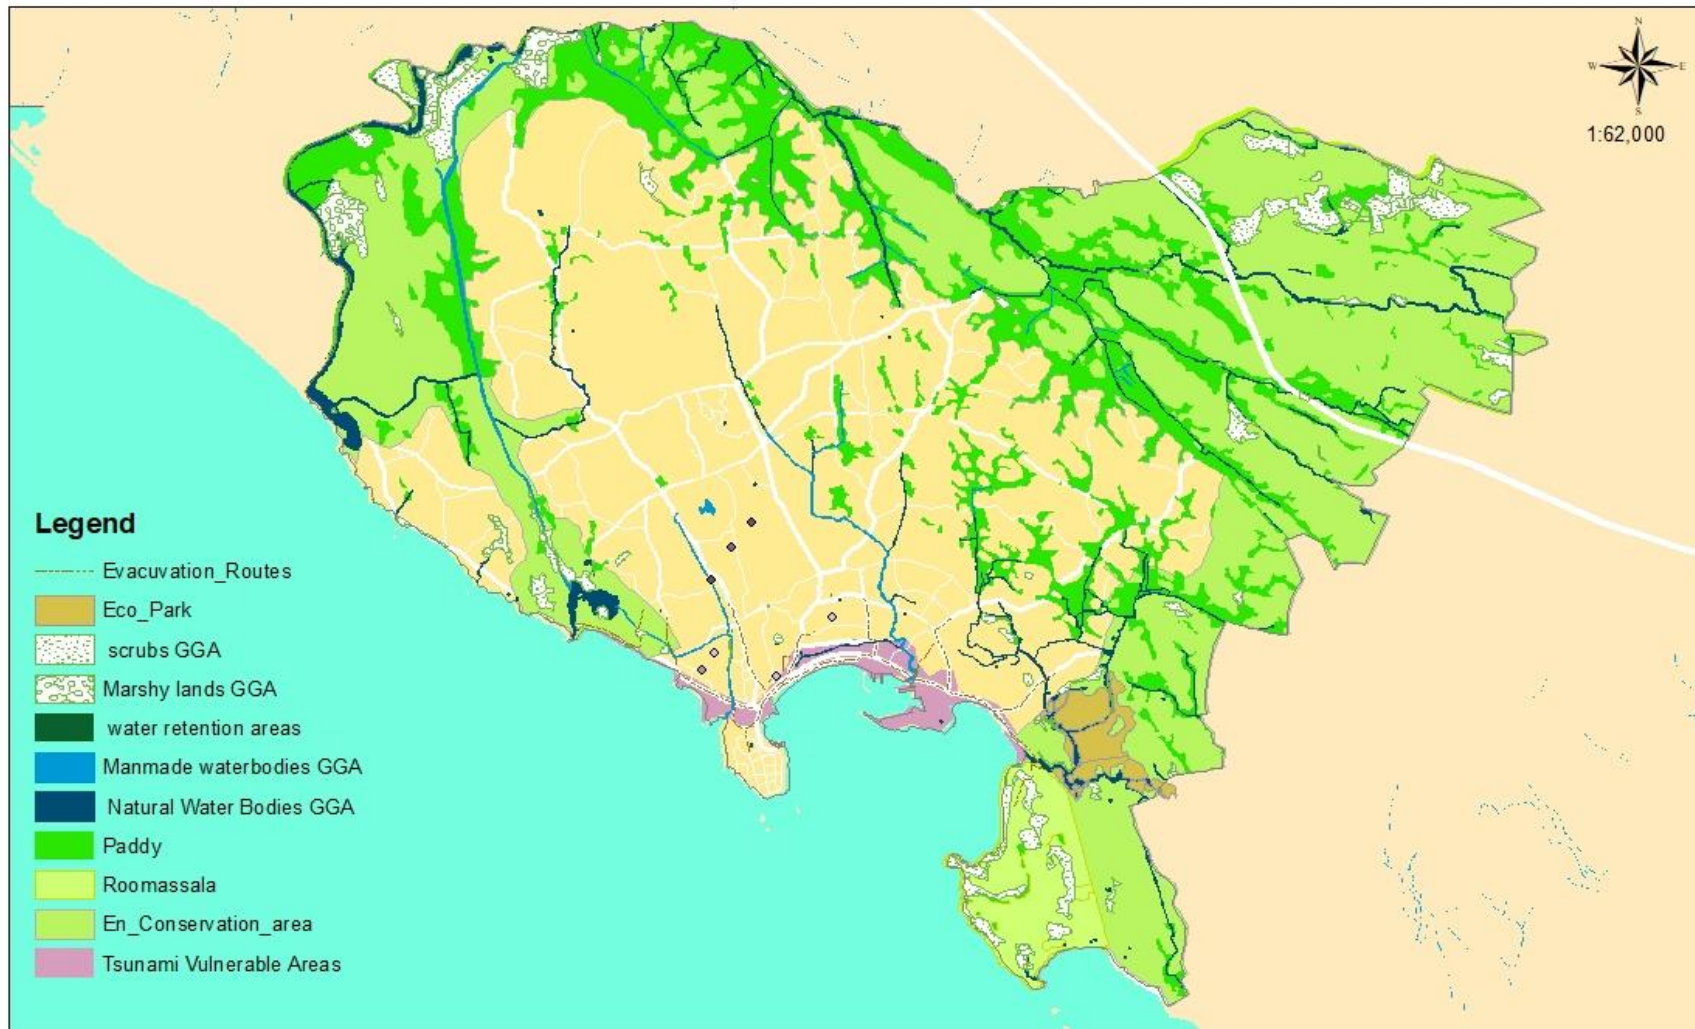 N
W E
S
1:62,000
Legend
Evacuvation_Routes
Eco_Park
scrubs GGA
Marshy lands GGA
water retention areas
Manmade waterbodies GGA
Natural Water Bodies GGA
Paddy
Roomassala
En_Conservation_area
Tsunami Vulnerable Areas